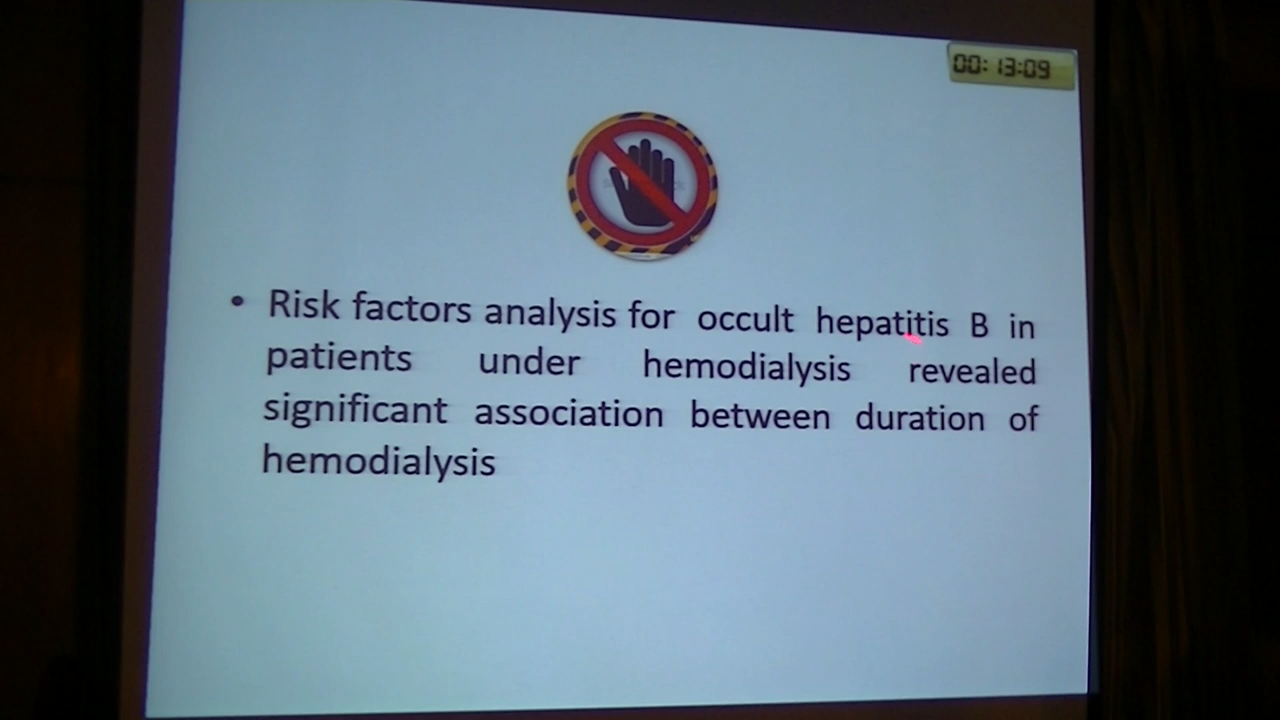 00:13:09
• Risk factors analysis for occult hepatitis B in
patients under hemodialysis revealed
significant association between duration of
hemodialysis